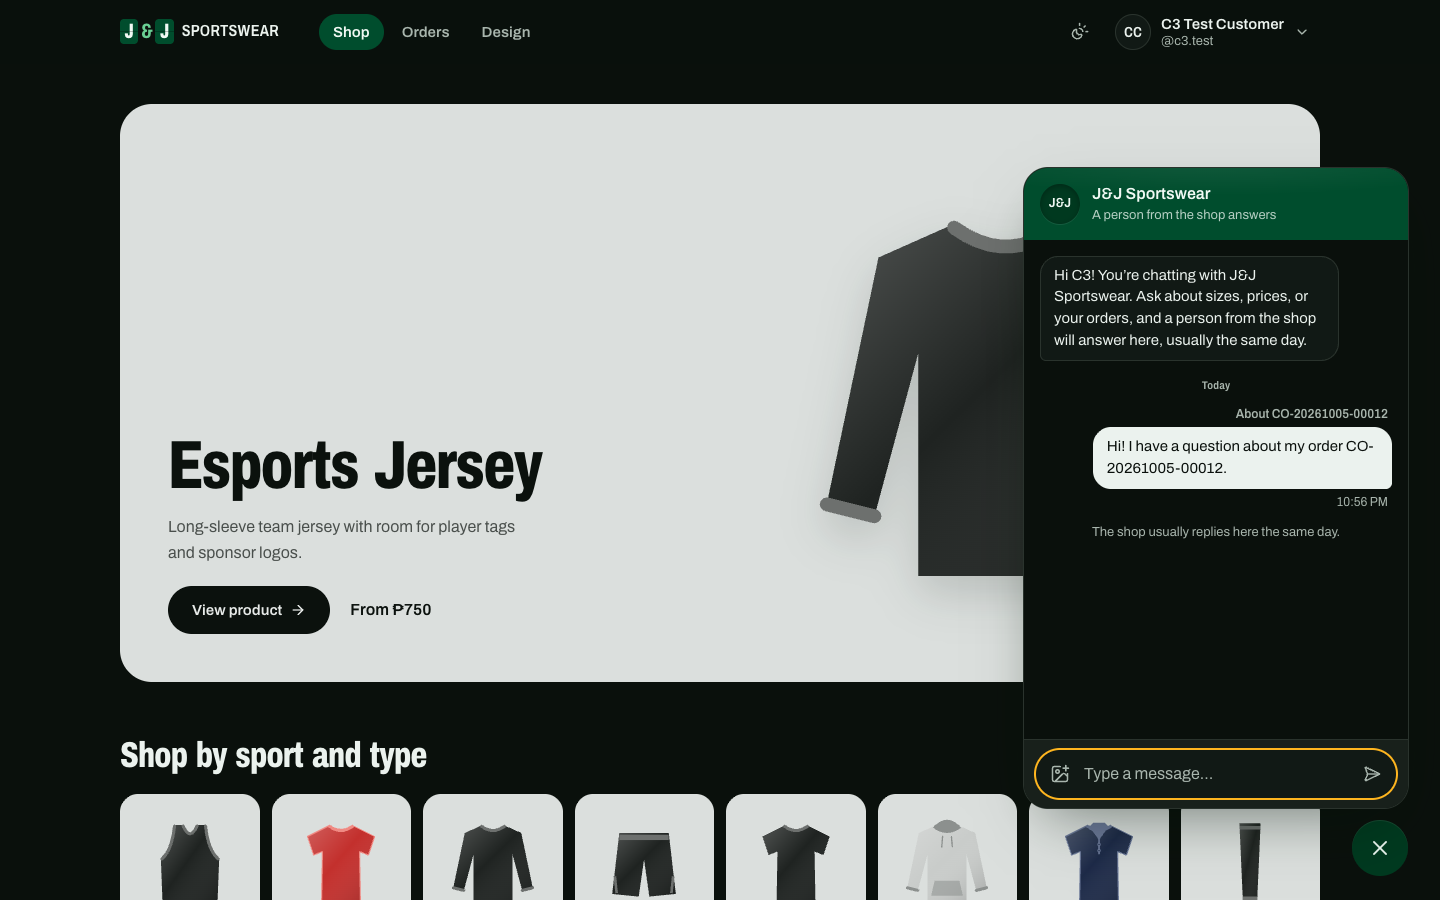 J & J SPORTSWEAR
Shop
Orders
Design
CC
C3 Test Customer
@c3.test
Esports Jersey
Long-sleeve team jersey with room for player tags
and sponsor logos.
View product
From ₱750
Shop by sport and type
J&J
J&J Sportswear
A person from the shop answers
Hi C3! You’re chatting with J&J
Sportswear. Ask about sizes, prices, or
your orders, and a person from the shop
will answer here, usually the same day.
Today
About CO-20261005-00012
Hi! I have a question about my order CO-
20261005-00012.
10:56 PM
The shop usually replies here the same day.
Type a message...